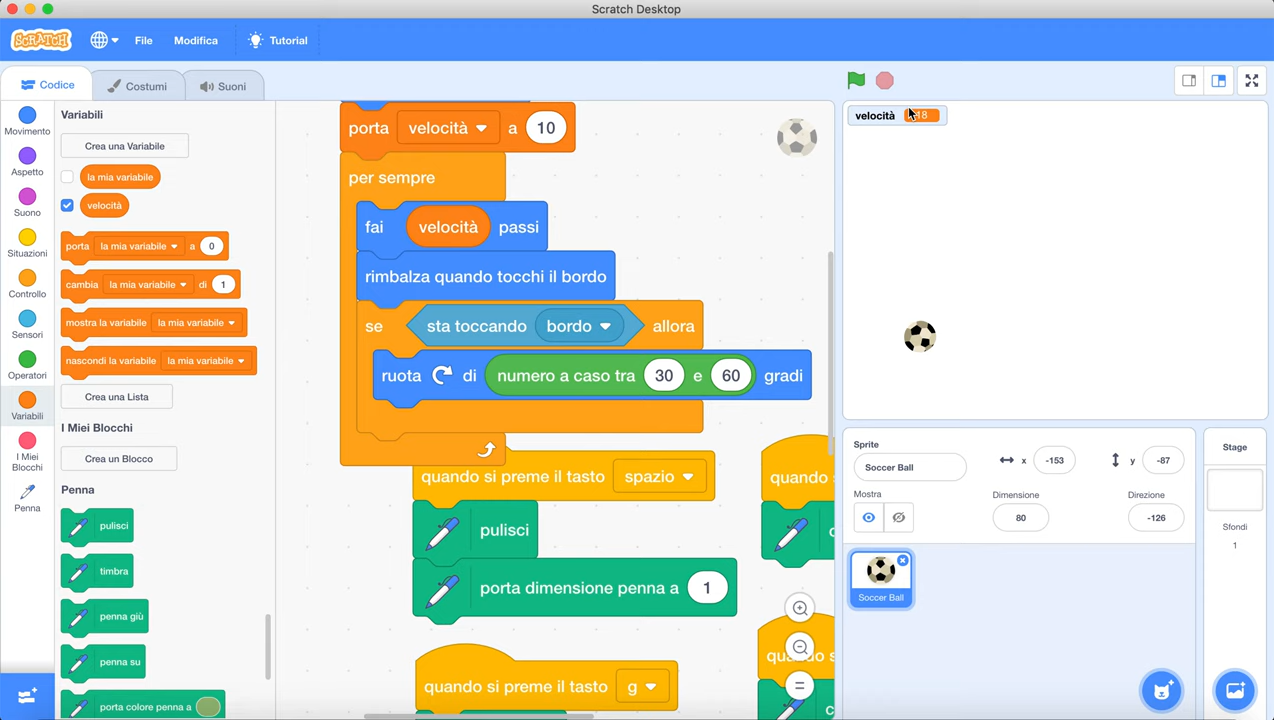 Scratch Desktop
SCRATCH
File
Modifica
Tutorial
Codice
Costumi
Suoni
Movimento
Aspetto
Suono
Situazioni
Controllo
Sensori
Operatori
Variabili
I Miei
Blocchi
Penna
Variabili
Crea una Variabile
la mia variabile
velocità
porta la mia variabile a 0
cambia la mia variabile di 1
mostra la variabile la mia variabile
nascondi la variabile la mia variabile
Crea una Lista
I Miei Blocchi
Crea un Blocco
Penna
pulisci
timbra
penna giù
penna su
porta colore penna a
porta velocità a 10
per sempre
fai velocità passi
rimbalza quando tocchi il bordo
se sta toccando bordo allora
ruota di numero a caso tra 30 e 60 gradi
quando si preme il tasto spazio
pulisci
porta dimensione penna a 1
quando si preme il tasto g
quando s
quando s
velocità
Sprite
Soccer Ball
x -153
y -87
Mostra
Dimensione
80
Direzione
-126
Soccer Ball
Stage
Sfondi
1